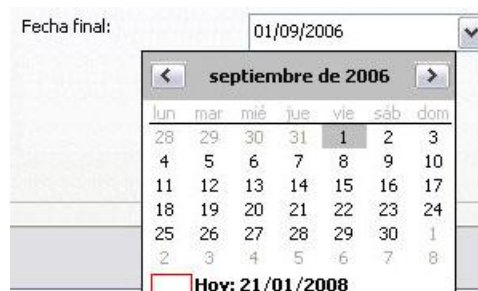 Fecha final: 01/09/2006
septiembre de 2006
lun mar mié jue vie sáb dom
28 29 30 31 1 2 3
4 5 6 7 8 9 10
11 12 13 14 15 16 17
18 19 20 21 22 23 24
25 26 27 28 29 30 1
2 3 4 5 6 7 8
Hoy: 21/01/2008